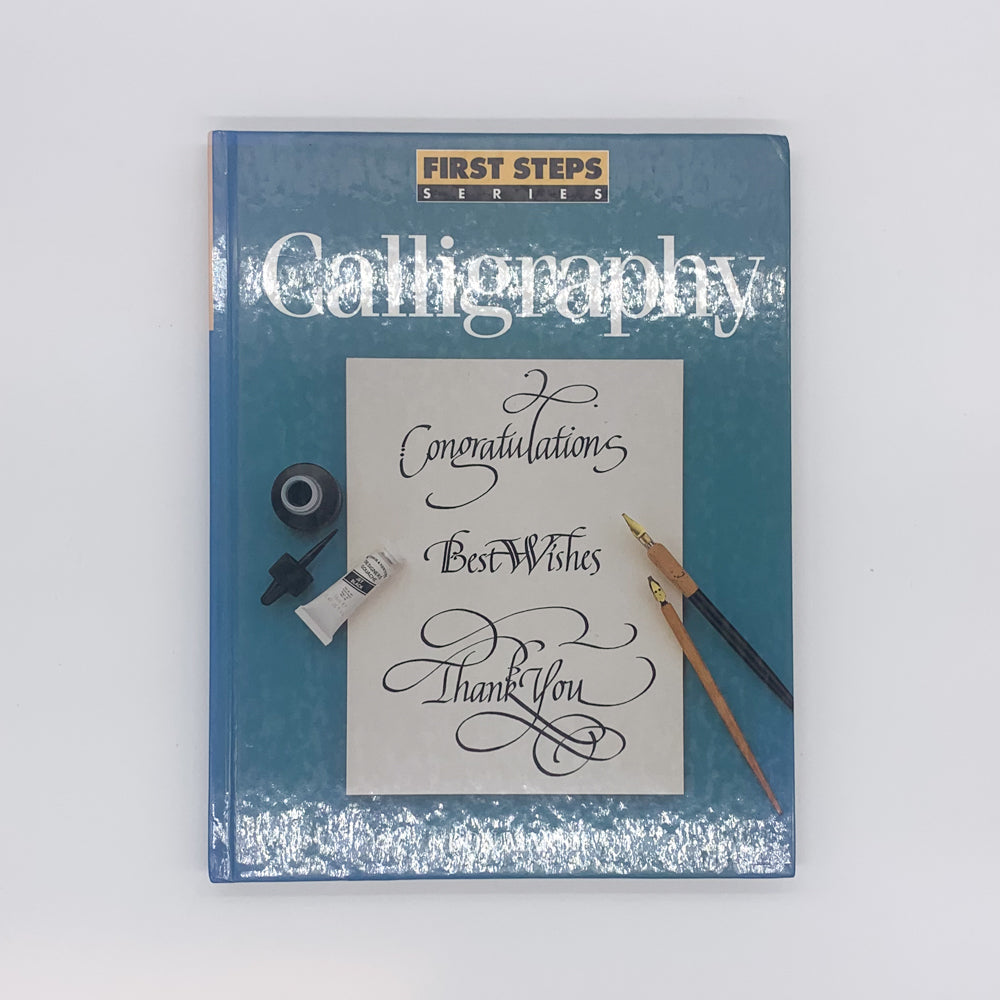 FIRST STEPS
SERIES
Calligraphy
Congratulations
Best Wishes
Thank You